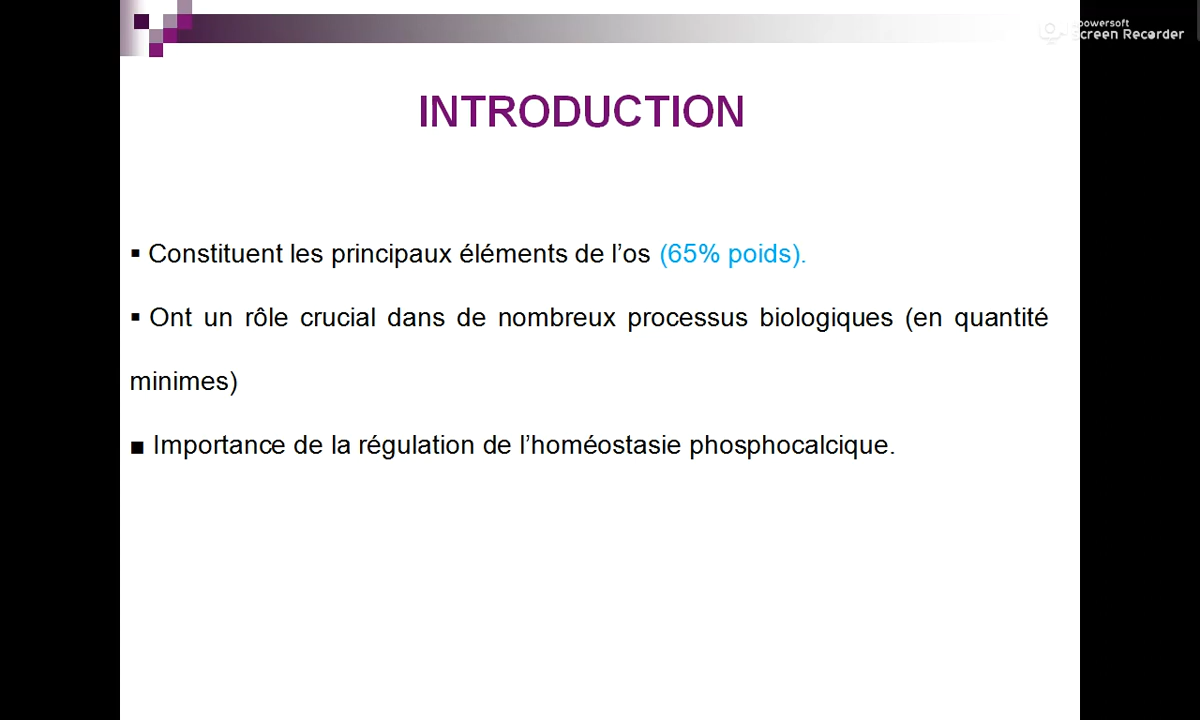 powersoft
Screen Recorder
INTRODUCTION
▪ Constituent les principaux éléments de l’os (65% poids).
▪ Ont un rôle crucial dans de nombreux processus biologiques (en quantité
minimes)
■ Importance de la régulation de l’homéostasie phosphocalcique.